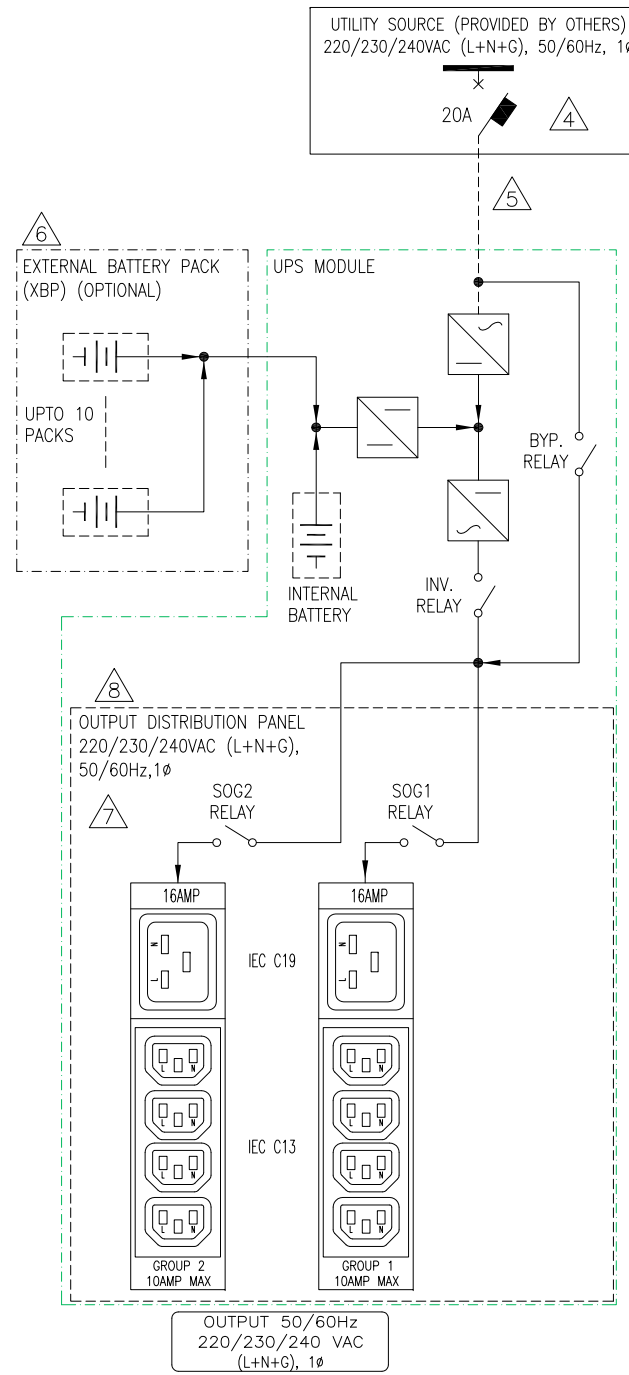 UTILITY SOURCE (PROVIDED BY OTHERS)
220/230/240VAC (L+N+G), 50/60Hz, 1ø
20A
4
5
6
EXTERNAL BATTERY PACK
(XBP) (OPTIONAL)
UPTO 10
PACKS
UPS MODULE
BYP.
RELAY
INV.
RELAY
INTERNAL
BATTERY
8
OUTPUT DISTRIBUTION PANEL
220/230/240VAC (L+N+G),
50/60Hz,1ø
7
SOG2
RELAY
SOG1
RELAY
16AMP
16AMP
N
L
IEC C19
N
L
L N
L N
L N
L N
IEC C13
L N
L N
L N
L N
GROUP 2
10AMP MAX
GROUP 1
10AMP MAX
OUTPUT 50/60Hz
220/230/240 VAC
(L+N+G), 1ø